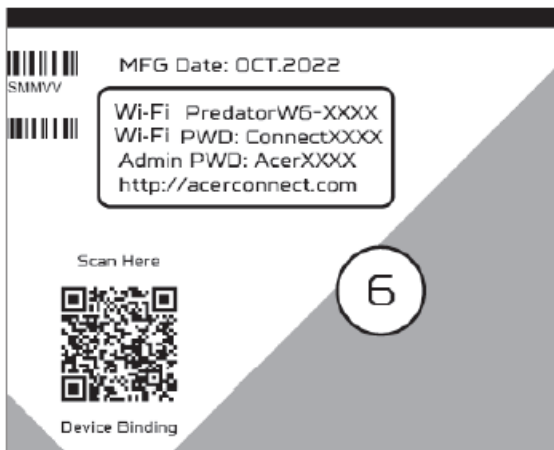 MFG Date: OCT.2022
SMMVV
Wi-Fi PredatorW6-XXXX
Wi-Fi PWD: ConnectXXXX
Admin PWD: AcerXXXX
http://acerconnect.com
Scan Here
6
Device Binding